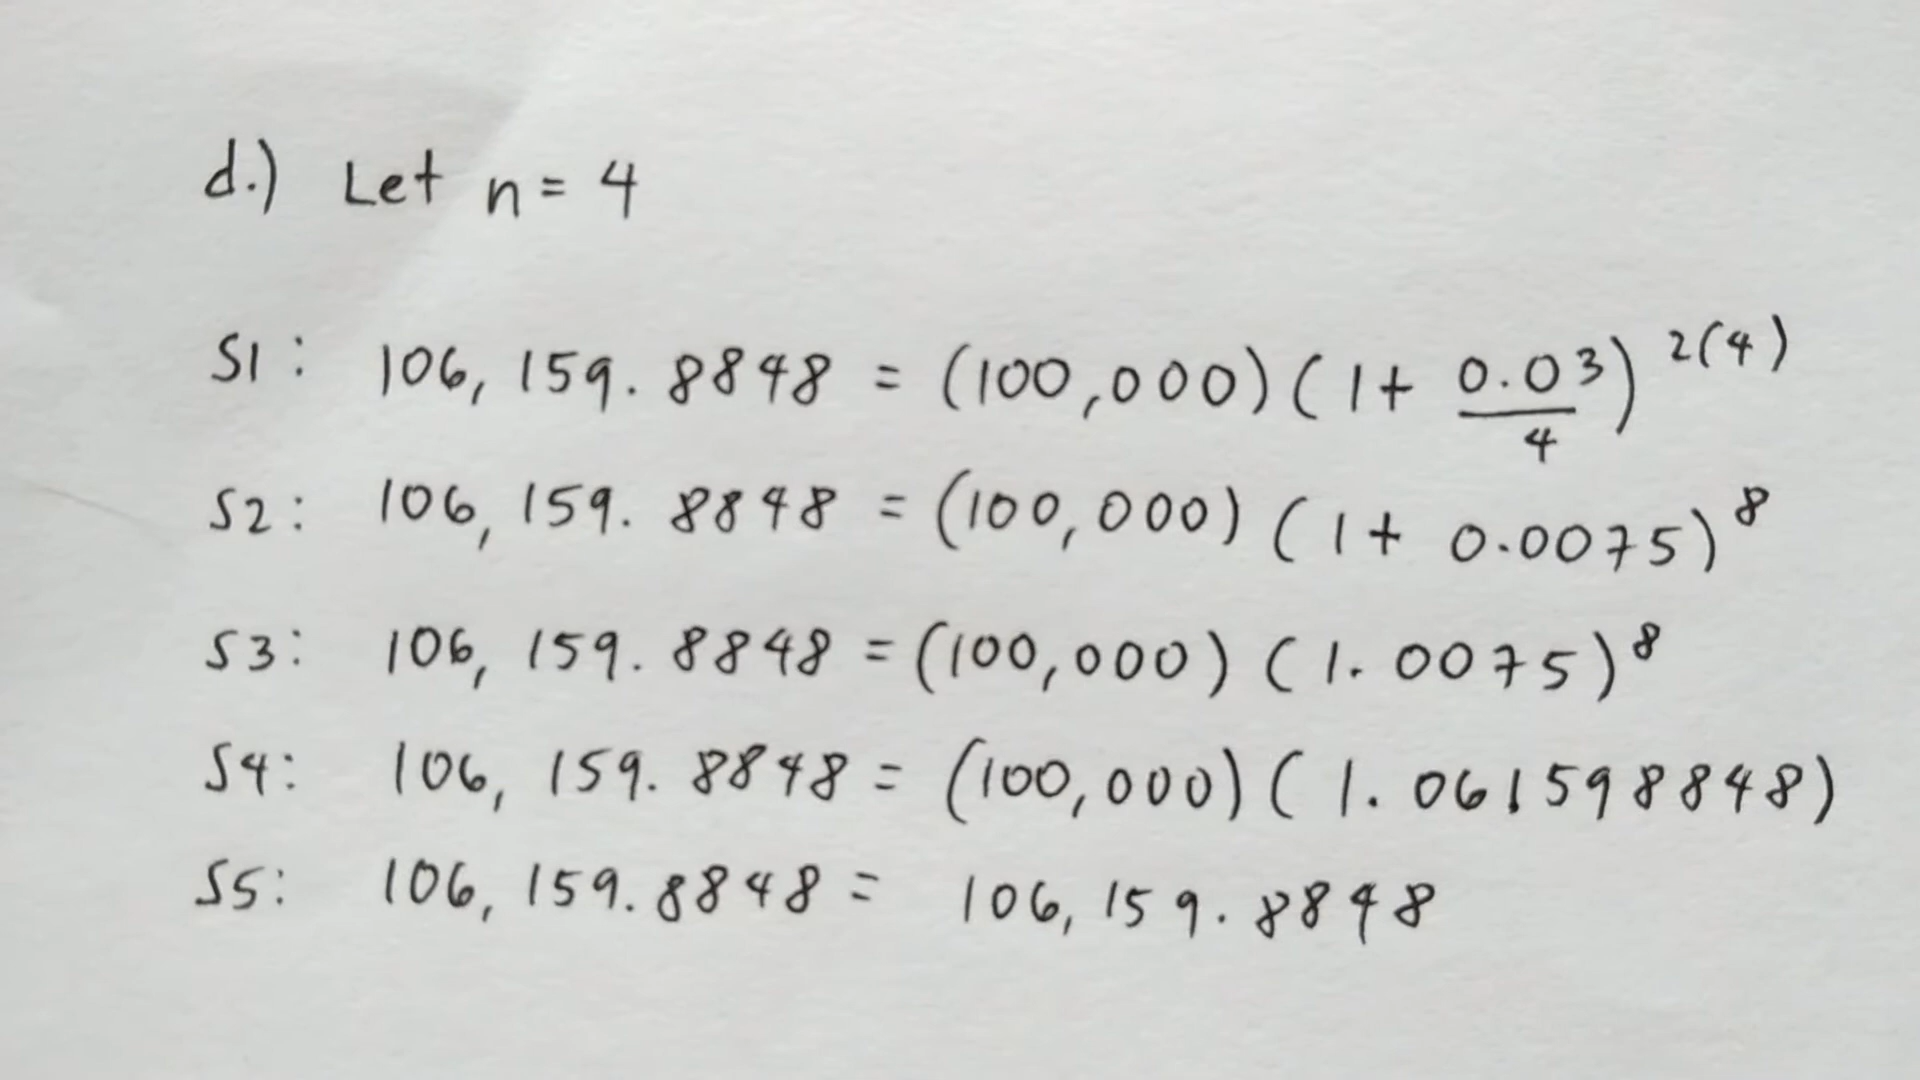 d.) Let n = 4
S1: 106,159.8848 = (100,000)(1 + 0.03/4)^2(4)
S2: 106,159.8848 = (100,000)(1 + 0.0075)^8
S3: 106,159.8848 = (100,000)(1.0075)^8
S4: 106,159.8848 = (100,000)(1.061598848)
S5: 106,159.8848 = 106,159.8848